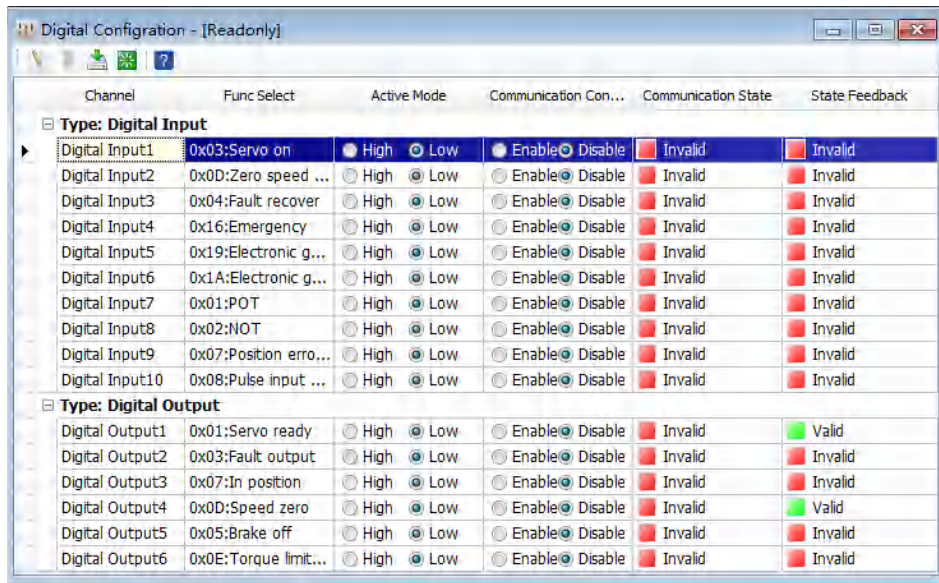 Digital Configration - [Readonly]
?
Channel Func Select Active Mode Communication Con... Communication State State Feedback
Type: Digital Input
Digital Input1 0x03:Servo on High Low Enable Disable Invalid Invalid
Digital Input2 0x0D:Zero speed ... High Low Enable Disable Invalid Invalid
Digital Input3 0x04:Fault recover High Low Enable Disable Invalid Invalid
Digital Input4 0x16:Emergency High Low Enable Disable Invalid Invalid
Digital Input5 0x19:Electronic g... High Low Enable Disable Invalid Invalid
Digital Input6 0x1A:Electronic g... High Low Enable Disable Invalid Invalid
Digital Input7 0x01:POT High Low Enable Disable Invalid Invalid
Digital Input8 0x02:NOT High Low Enable Disable Invalid Invalid
Digital Input9 0x07:Position erro... High Low Enable Disable Invalid Invalid
Digital Input10 0x08:Pulse input ... High Low Enable Disable Invalid Invalid
Type: Digital Output
Digital Output1 0x01:Servo ready High Low Enable Disable Invalid Valid
Digital Output2 0x03:Fault output High Low Enable Disable Invalid Invalid
Digital Output3 0x07:In position High Low Enable Disable Invalid Invalid
Digital Output4 0x0D:Speed zero High Low Enable Disable Invalid Valid
Digital Output5 0x05:Brake off High Low Enable Disable Invalid Invalid
Digital Output6 0x0E:Torque limit... High Low Enable Disable Invalid Invalid